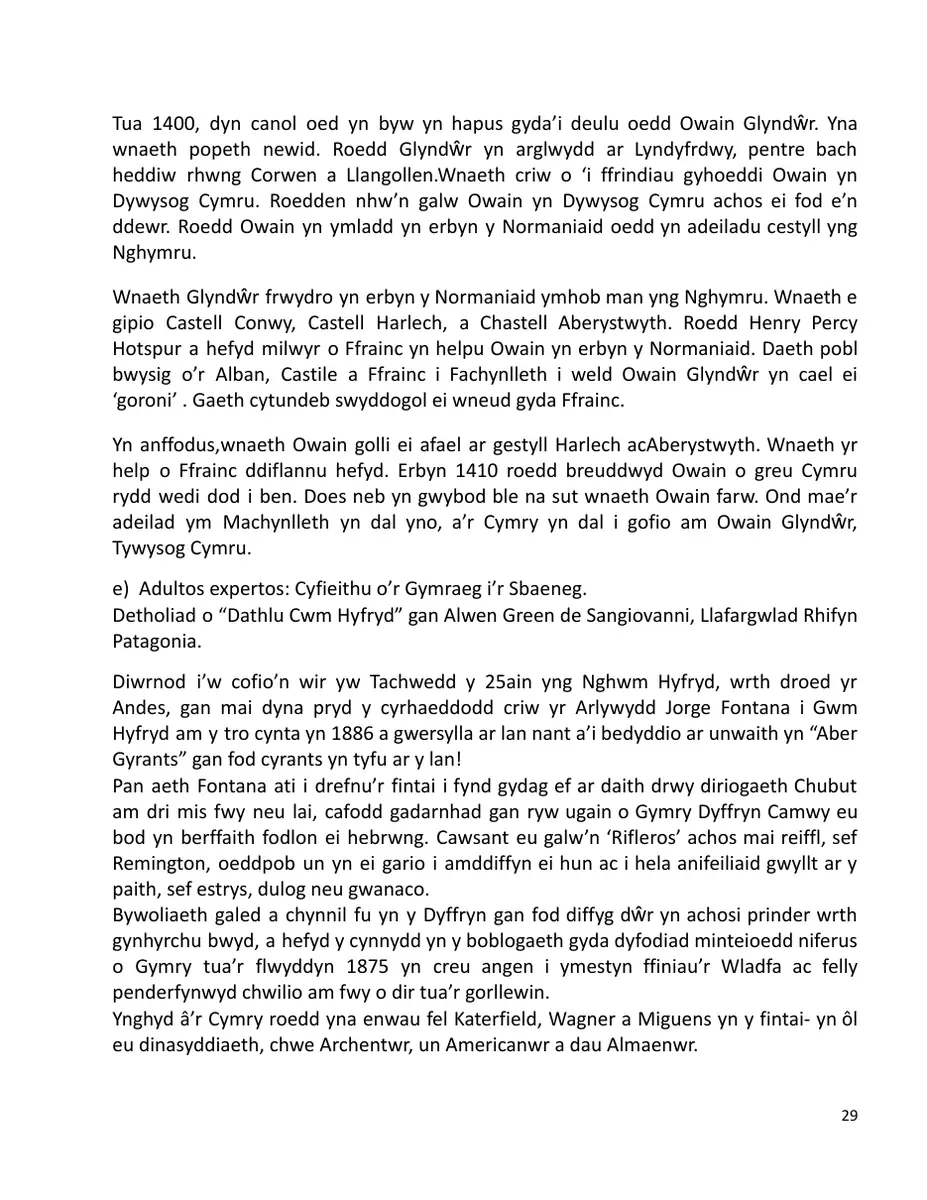 Tua 1400, dyn canol oed yn byw yn hapus gyda’i deulu oedd Owain Glyndŵr. Yna
wnaeth popeth newid. Roedd Glyndŵr yn arglwydd ar Lyndyfrdwy, pentre bach
heddiw rhwng Corwen a Llangollen.Wnaeth criw o ‘i ffrindiau gyhoeddi Owain yn
Dywysog Cymru. Roedden nhw’n galw Owain yn Dywysog Cymru achos ei fod e’n
ddewr. Roedd Owain yn ymladd yn erbyn y Normaniaid oedd yn adeiladu cestyll yng
Nghymru.
Wnaeth Glyndŵr frwydro yn erbyn y Normaniaid ymhob man yng Nghymru. Wnaeth e
gipio Castell Conwy, Castell Harlech, a Chastell Aberystwyth. Roedd Henry Percy
Hotspur a hefyd milwyr o Ffrainc yn helpu Owain yn erbyn y Normaniaid. Daeth pobl
bwysig o’r Alban, Castile a Ffrainc i Fachynlleth i weld Owain Glyndŵr yn cael ei
‘goroni’ . Gaeth cytundeb swyddogol ei wneud gyda Ffrainc.
Yn anffodus,wnaeth Owain golli ei afael ar gestyll Harlech acAberystwyth. Wnaeth yr
help o Ffrainc ddiflannu hefyd. Erbyn 1410 roedd breuddwyd Owain o greu Cymru
rydd wedi dod i ben. Does neb yn gwybod ble na sut wnaeth Owain farw. Ond mae’r
adeilad ym Machynlleth yn dal yno, a’r Cymry yn dal i gofio am Owain Glyndŵr,
Tywysog Cymru.
e) Adultos expertos: Cyfieithu o’r Gymraeg i’r Sbaeneg.
Detholiad o “Dathlu Cwm Hyfryd” gan Alwen Green de Sangiovanni, Llafargwlad Rhifyn
Patagonia.
Diwrnod i’w cofio’n wir yw Tachwedd y 25ain yng Nghwm Hyfryd, wrth droed yr
Andes, gan mai dyna pryd y cyrhaeddodd criw yr Arlywydd Jorge Fontana i Gwm
Hyfryd am y tro cynta yn 1886 a gwersylla ar lan nant a’i bedyddio ar unwaith yn “Aber
Gyrants” gan fod cyrants yn tyfu ar y lan!
Pan aeth Fontana ati i drefnu’r fintai i fynd gydag ef ar daith drwy diriogaeth Chubut
am dri mis fwy neu lai, cafodd gadarnhad gan ryw ugain o Gymry Dyffryn Camwy eu
bod yn berffaith fodlon ei hebrwng. Cawsant eu galw’n ‘Rifleros’ achos mai reiffl, sef
Remington, oeddpob un yn ei gario i amddiffyn ei hun ac i hela anifeiliaid gwyllt ar y
paith, sef estrys, dulog neu gwanaco.
Bywoliaeth galed a chynnil fu yn y Dyffryn gan fod diffyg dŵr yn achosi prinder wrth
gynhyrchu bwyd, a hefyd y cynnydd yn y boblogaeth gyda dyfodiad minteioedd niferus
o Gymry tua’r flwyddyn 1875 yn creu angen i ymestyn ffiniau’r Wladfa ac felly
penderfynwyd chwilio am fwy o dir tua’r gorllewin.
Ynghyd â’r Cymry roedd yna enwau fel Katerfield, Wagner a Miguens yn y fintai- yn ôl
eu dinasyddiaeth, chwe Archentwr, un Americanwr a dau Almaenwr.
29